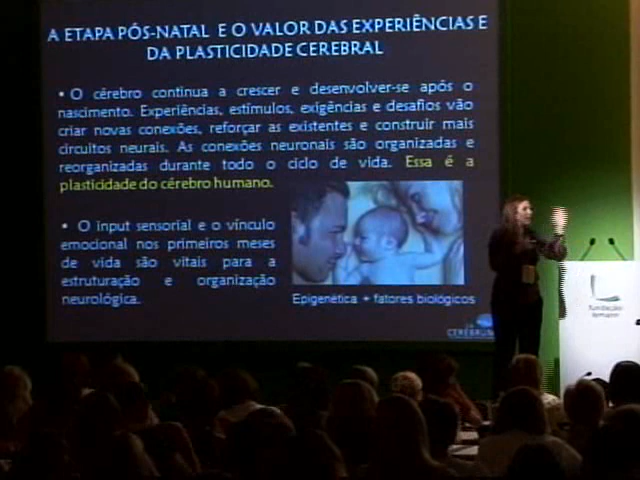 A ETAPA PÓS-NATAL E O VALOR DAS EXPERIÊNCIAS E
DA PLASTICIDADE CEREBRAL
• O cérebro continua a crescer e desenvolver-se após o
nascimento. Experiências, estímulos, exigências e desafios vão
criar novas conexões, reforçar as existentes e construir mais
circuitos neurais. As conexões neuronais são organizadas e
reorganizadas durante todo o ciclo de vida. Essa é a
plasticidade do cérebro humano.
• O input sensorial e o vínculo
emocional nos primeiros meses
de vida são vitais para a
estruturação e organização
neurológica.
Epigenética + fatores biológicos
fundação